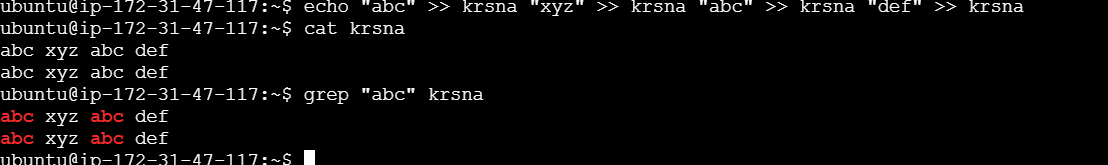 ubuntu@ip-172-31-47-117:~$ echo "abc" >> krsna "xyz" >> krsna "abc" >> krsna "def" >> krsna
ubuntu@ip-172-31-47-117:~$ cat krsna
abc xyz abc def
abc xyz abc def
ubuntu@ip-172-31-47-117:~$ grep "abc" krsna
abc xyz abc def
abc xyz abc def
ubuntu@ip-172-31-47-117:~$